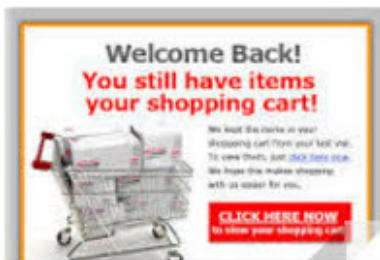 Welcome Back!
You still have items
your shopping cart!
We kept the items in your
shopping cart from your last visit.
To view them, just click here now.
We hope this makes shopping
with us easier for you.
CLICK HERE NOW
to view your shopping cart